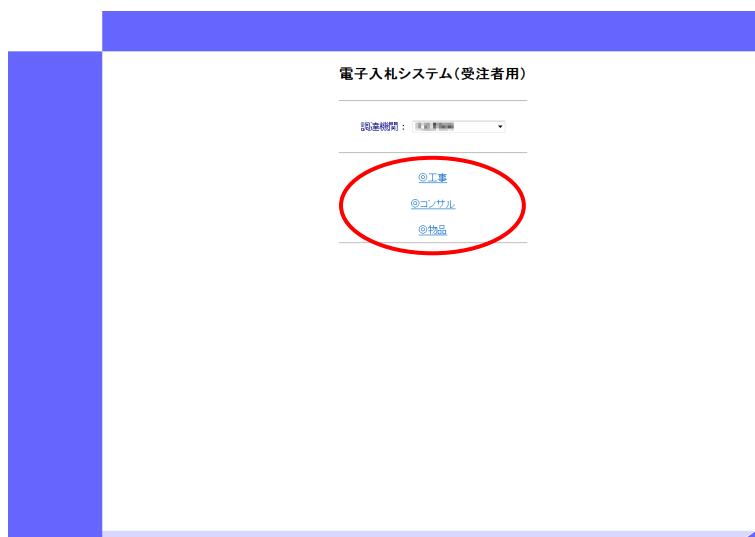 電子入札システム(受注者用)
調達機関：
◎工事
◎コンサル
◎物品